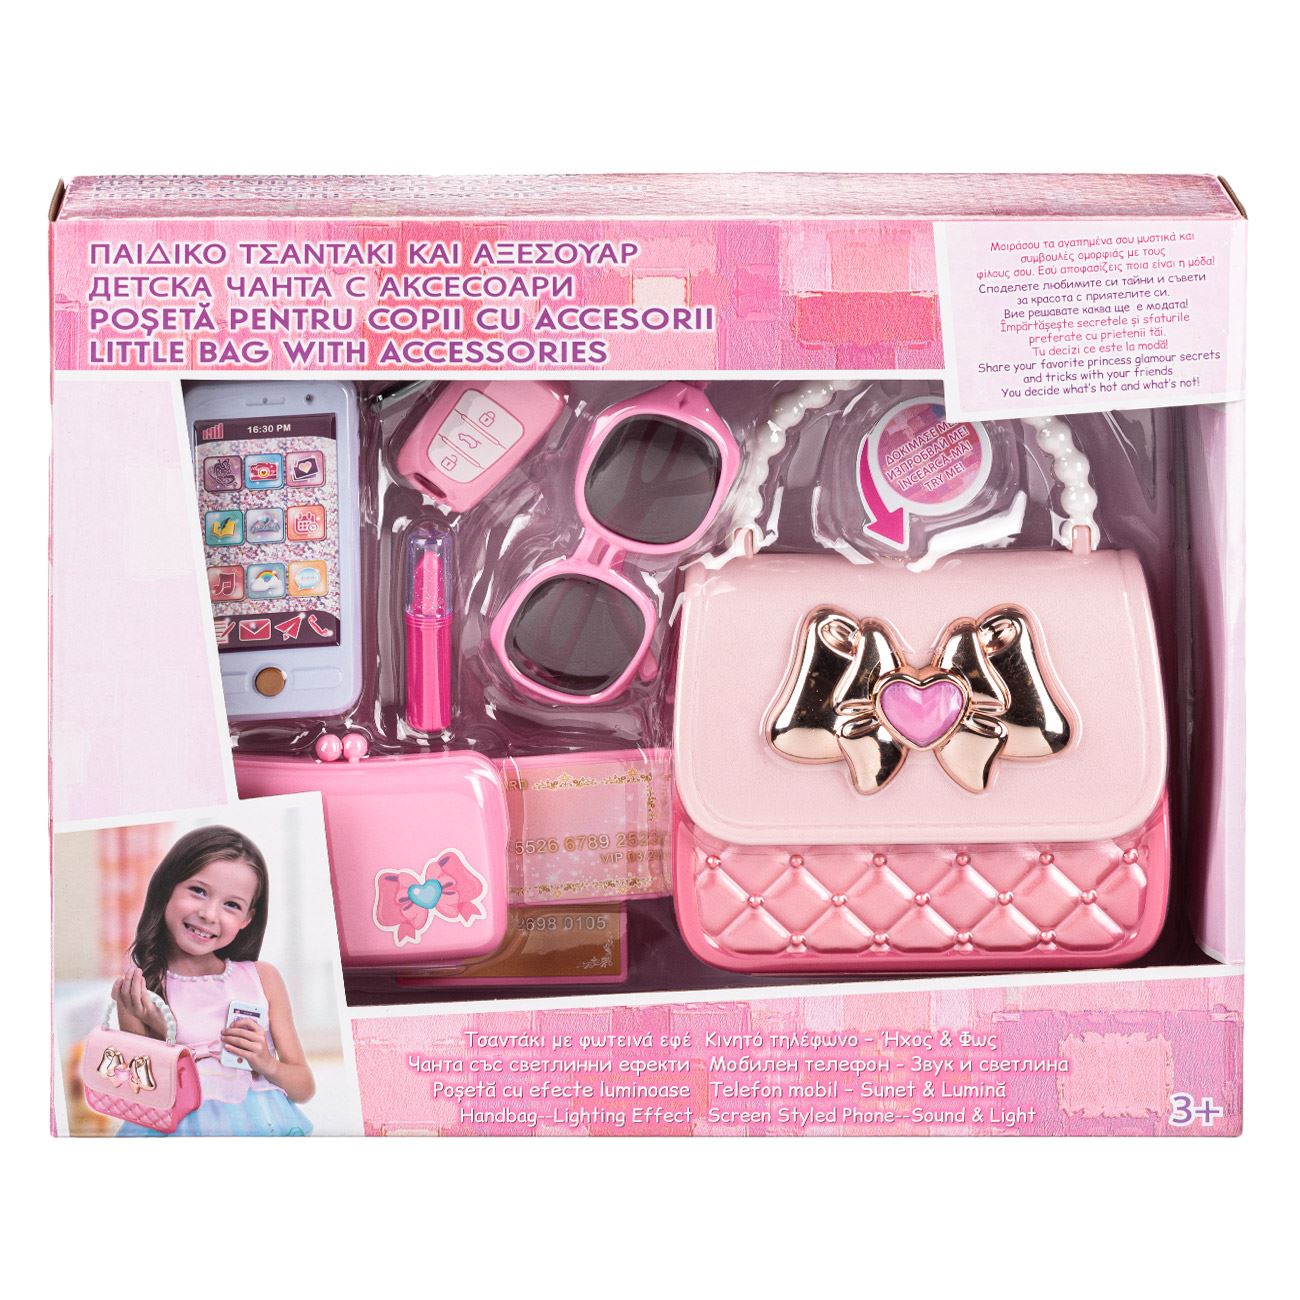 ΠΑΙΔΙΚΟ ΤΣΑΝΤΑΚΙ ΚΑΙ ΑΞΕΣΟΥΑΡ
ДЕТСКА ЧАНТА С АКСЕСОАРИ
POȘETĂ PENTRU COPII CU ACCESORII
LITTLE BAG WITH ACCESSORIES
Μοιράσου τα αγαπημένα σου μυστικά και
συμβουλές ομορφιάς με τους
φίλους σου. Εσύ αποφασίζεις ποια είναι η μόδα!
Споделете любимите си тайни и съвети
за красота с приятелите си.
Вие решавате каква ще е модата!
Împărtășește secretele și sfaturile
preferate cu prietenii tăi.
Tu decizi ce este la modă!
Share your favorite princess glamour secrets
and tricks with your friends
You decide what's hot and what's not!
16:30 PM
ΔΟΚΙΜΑΣΕ
ИЗПРОБВАЙ МЕ!
INCEARCĂ-MĂ!
TRY ME!
5526 6789
VIP
2698 0105
Τσαντάκι με φωτεινά εφέ Κινητό τηλέφωνο – Ήχος & Φως
Чанта със светлинни ефекти Мобилен телефон – Звук и светлина
Poșetă cu efecte luminoase Telefon mobil – Sunet & Lumină
Handbag--Lighting Effect Screen Styled Phone--Sound & Light
3+